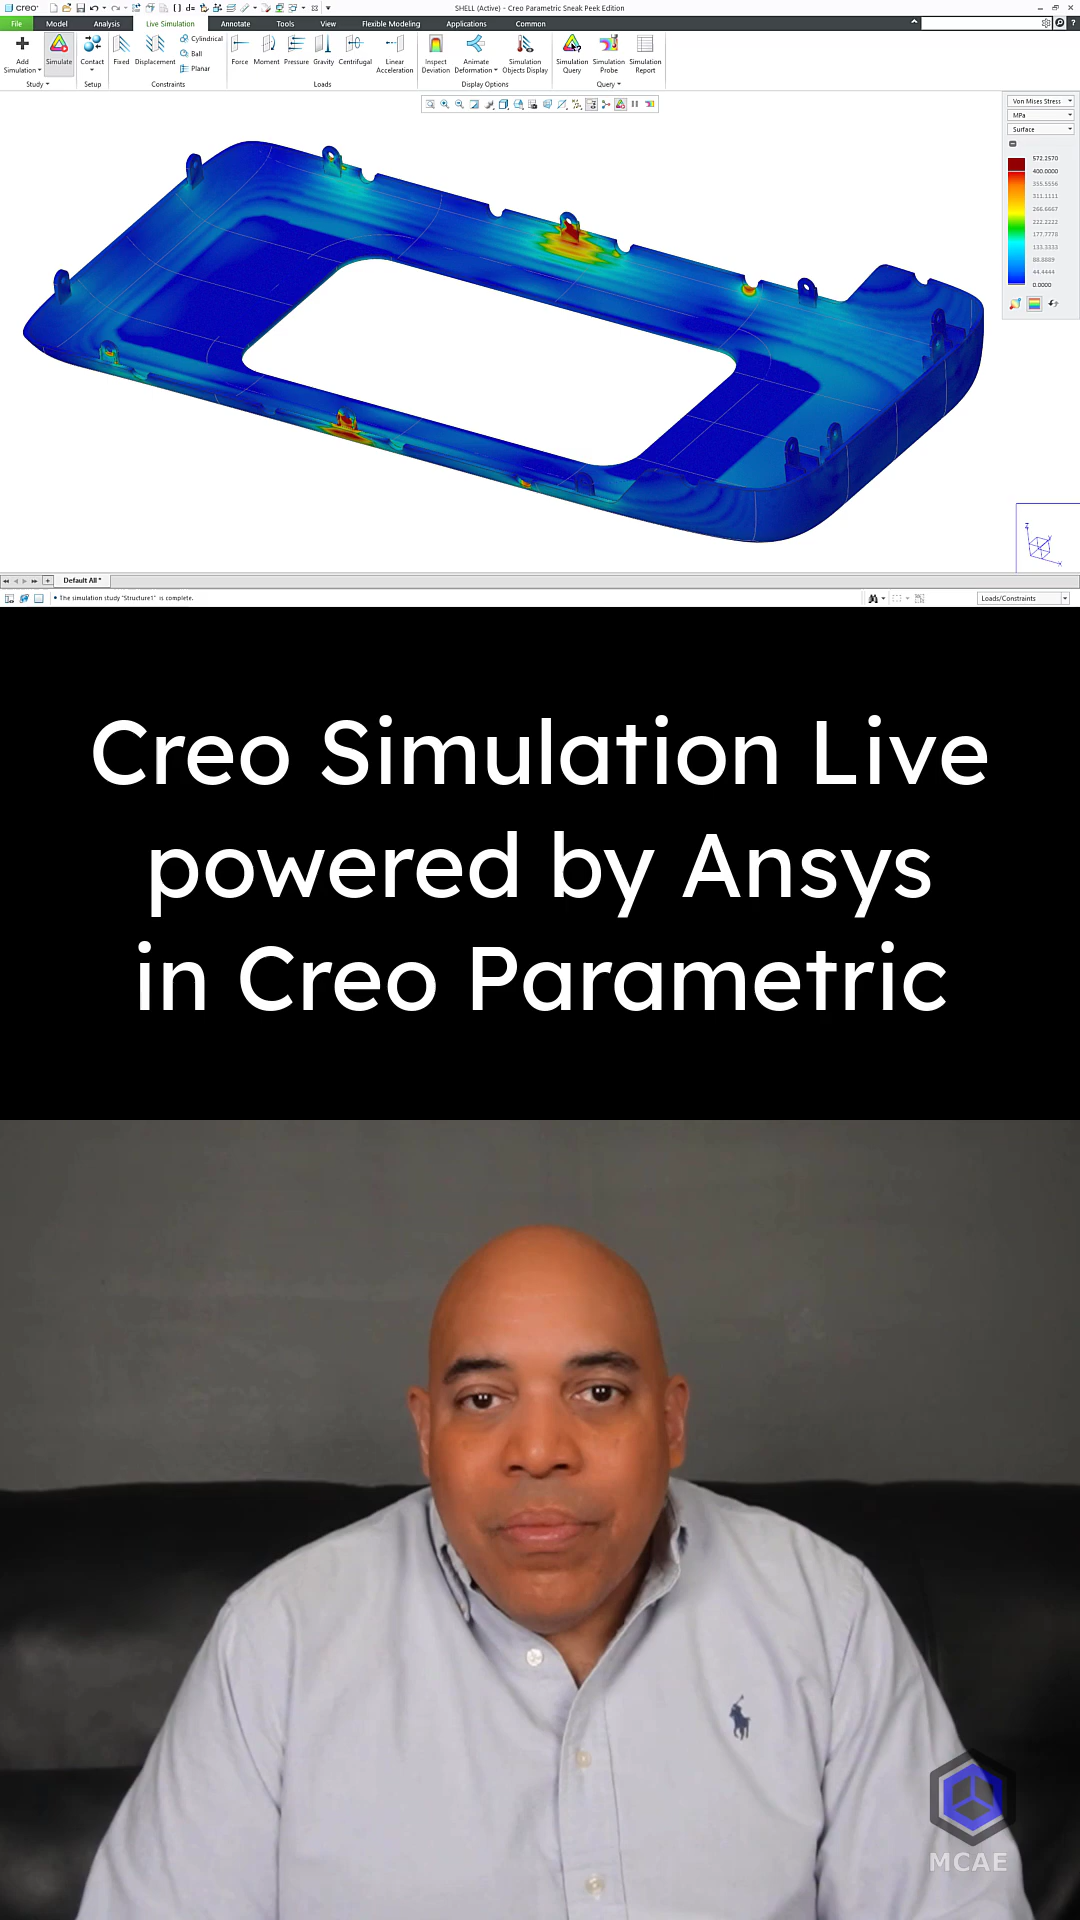 creo
SHELL (Active) - Creo Parametric Sneak Peek Edition
File Model Analysis Live Simulation Annotate Tools View Flexible Modeling Applications Common
Add Simulation
Simulate
Contact
Fixed
Displacement
Cylindrical
Ball
Planar
Force
Moment
Pressure
Gravity
Centrifugal
Linear Acceleration
Inspect Deviation
Animate Deformation
Simulation Objects Display
Simulation Query
Simulation Probe
Simulation Report
Study Setup Constraints Loads Display Options Query
Von Mises Stress
MPa
Surface
572.2570
400.0000
355.5556
311.1111
266.6667
222.2222
177.7778
133.3333
88.8889
44.4444
0.0000
Default All *
• The simulation study "Structure1" is complete.
Loads/Constraints
Creo Simulation Live
powered by Ansys
in Creo Parametric
MCAE